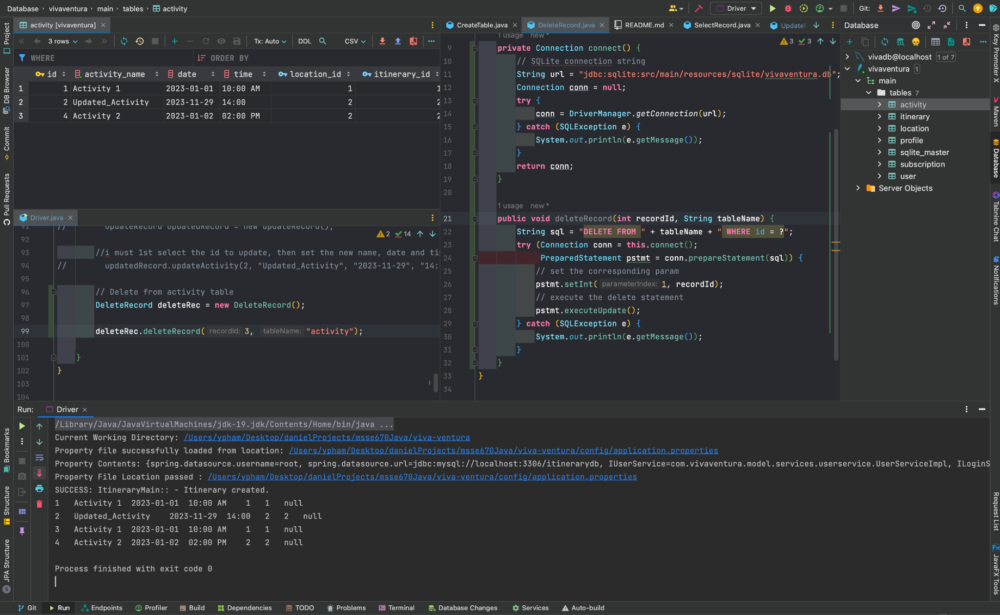 Database › vivaventura › main › tables › activity
Driver
Git:
Project
DB Browser
Commit
Pull Requests
Bookmarks
Structure
JPA Structure
activity [vivaventura]
3 rows
Tx: Auto
DDL
CSV
WHERE
ORDER BY
id activity_name date time location_id itinerary_id
1 1 Activity 1 2023-01-01 10:00 AM 1 1
2 2 Updated_Activity 2023-11-29 14:00 2 2
3 4 Activity 2 2023-01-02 02:00 PM 2 2
Driver.java
2 14
91 // UpdateRecord updatedRecord = new UpdateRecord();
92
93 //i must 1st select the id to update, then set the new name, date and ti
94 // updatedRecord.updateActivity(2, "Updated_Activity", "2023-11-29", "14:
95
96 // Delete from activity table
97 DeleteRecord deleteRec = new DeleteRecord();
98
99 deleteRec.deleteRecord( recordId: 3, tableName: "activity");
100
101 }
102 }
103
104
CreateTable.java DeleteRecord.java README.md SelectRecord.java UpdateR
3 3
1 usage new *
9 private Connection connect() {
10 // SQLite connection string
11 String url = "jdbc:sqlite:src/main/resources/sqlite/vivaventura.db";
12 Connection conn = null;
13 try {
14 conn = DriverManager.getConnection(url);
15 } catch (SQLException e) {
16 System.out.println(e.getMessage());
17 }
18 return conn;
19 }
20
1 usage new *
21 public void deleteRecord(int recordId, String tableName) {
22 String sql = "DELETE FROM " + tableName + " WHERE id = ?";
23 try (Connection conn = this.connect();
24 PreparedStatement pstmt = conn.prepareStatement(sql)) {
25 // set the corresponding param
26 pstmt.setInt( parameterIndex: 1, recordId);
27 // execute the delete statement
28 pstmt.executeUpdate();
29 } catch (SQLException e) {
30 System.out.println(e.getMessage());
31 }
32 }
33 }
34
Database
vivadb@localhost 1 of 7
vivaventura 1
main
tables 7
activity
itinerary
location
profile
sqlite_master
subscription
user
Server Objects
Key Promoter X
Maven
Database
Tabnine Chat
Notifications
Request List
JavaFX Tools
Run: Driver
/Library/Java/JavaVirtualMachines/jdk-19.jdk/Contents/Home/bin/java ...
Current Working Directory: /Users/ypham/Desktop/danielProjects/msse670Java/viva-ventura
Property file successfully loaded from location: /Users/ypham/Desktop/danielProjects/msse670Java/viva-ventura/config/application.properties
Property Contents: {spring.datasource.username=root, spring.datasource.url=jdbc:mysql://localhost:3306/itinerarydb, IUserService=com.vivaventura.model.services.userservice.UserServiceImpl, ILoginS
Property File Location passed : /Users/ypham/Desktop/danielProjects/msse670Java/viva-ventura/config/application.properties
SUCCESS: ItineraryMain:: - Itinerary created.
1 Activity 1 2023-01-01 10:00 AM 1 1 null
2 Updated_Activity 2023-11-29 14:00 2 2 null
3 Activity 1 2023-01-01 10:00 AM 1 1 null
4 Activity 2 2023-01-02 02:00 PM 2 2 null
Process finished with exit code 0
Git Run Endpoints Profiler Build Dependencies TODO Problems Terminal Database Changes Services Auto-build